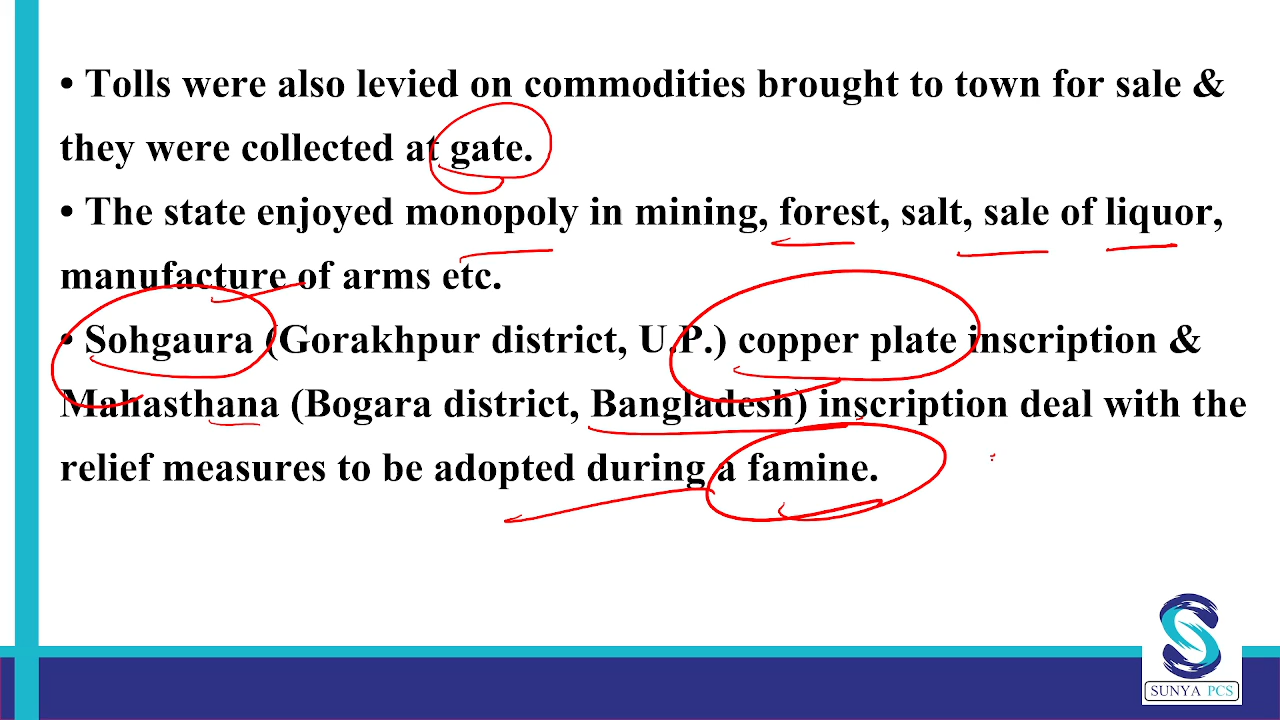 • Tolls were also levied on commodities brought to town for sale &
they were collected at gate.
• The state enjoyed monopoly in mining, forest, salt, sale of liquor,
manufacture of arms etc.
• Sohgaura (Gorakhpur district, U.P.) copper plate inscription &
Mahasthana (Bogara district, Bangladesh) inscription deal with the
relief measures to be adopted during a famine.
SUNYA PCS